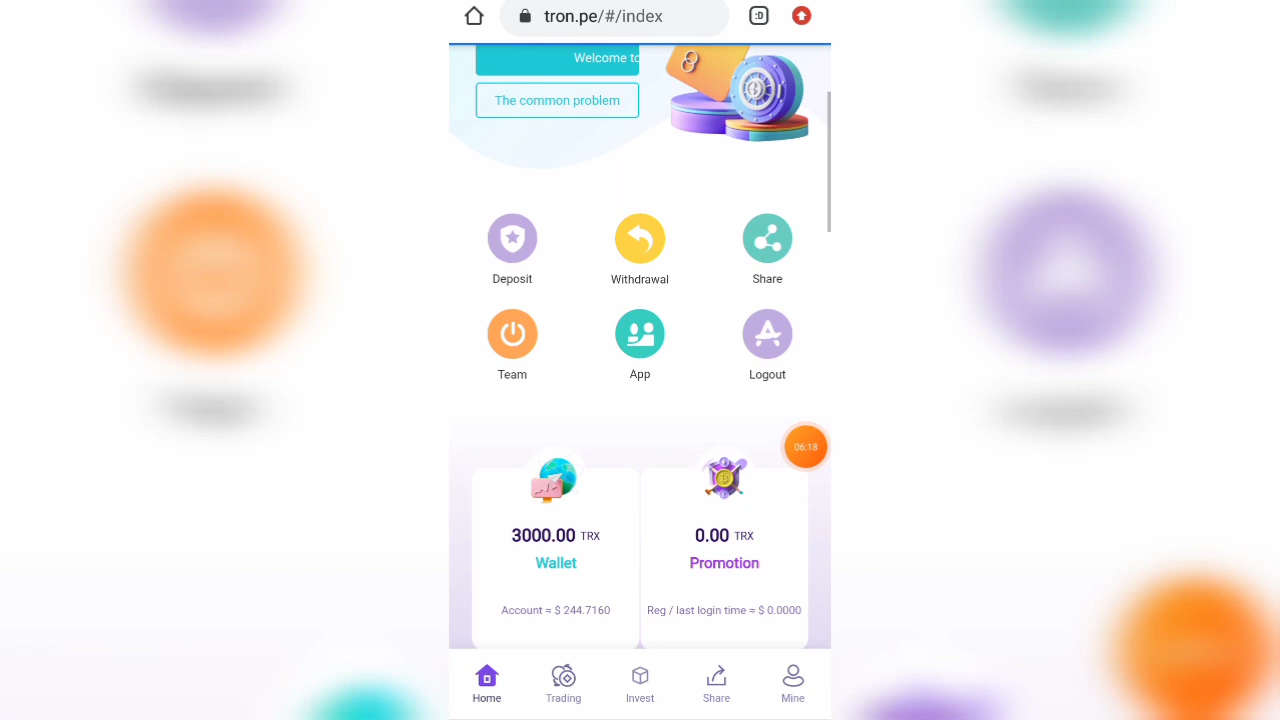 tron.pe/#/index
:D
Welcome to
The common problem
Deposit
Withdrawal
Share
Team
App
Logout
06:18
3000.00 TRX
0.00 TRX
Wallet
Promotion
Account ≈ $ 244.7160
Reg / last login time ≈ $ 0.0000
Home
Trading
Invest
Share
Mine